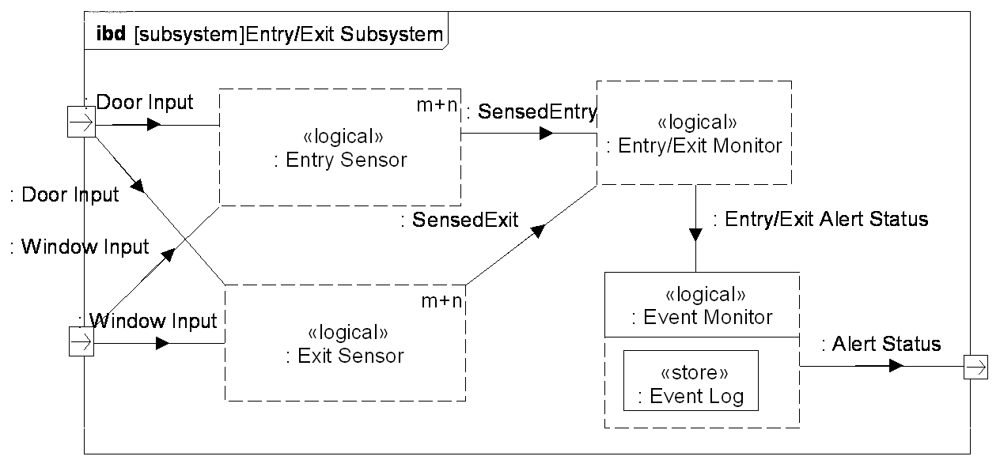 ibd [subsystem]Entry/Exit Subsystem
: Door Input
m+n
: SensedEntry
«logical»
: Entry Sensor
«logical»
: Entry/Exit Monitor
: Door Input
: SensedExit
: Entry/Exit Alert Status
: Window Input
m+n
«logical»
: Event Monitor
: Window Input
«logical»
: Exit Sensor
: Alert Status
«store»
: Event Log